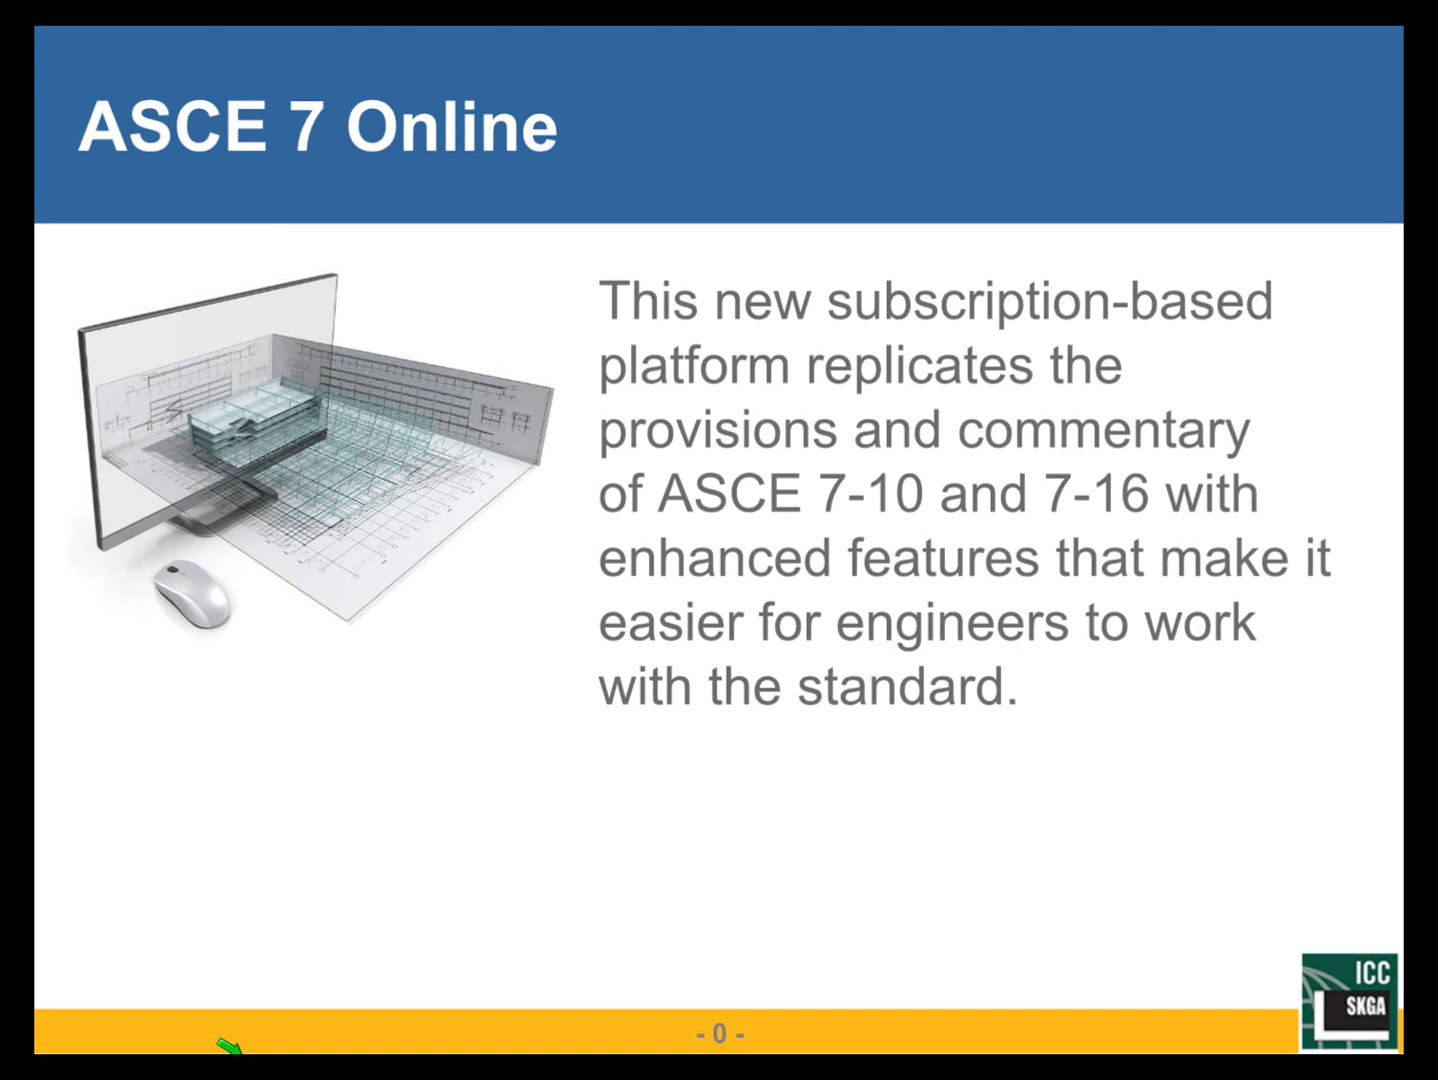 ASCE 7 Online
This new subscription-based
platform replicates the
provisions and commentary
of ASCE 7-10 and 7-16 with
enhanced features that make it
easier for engineers to work
with the standard.
ICC
SKGA
- 0 -